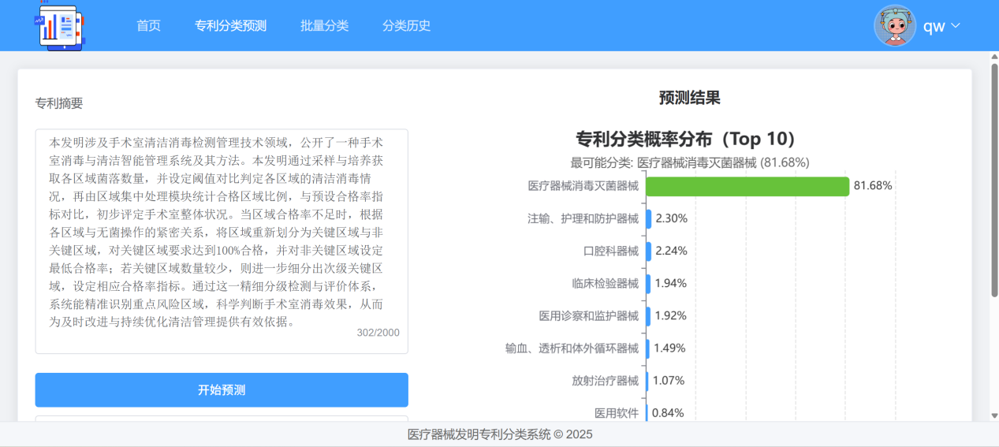 首页 专利分类预测 批量分类 分类历史 qw
专利摘要
本发明涉及手术室清洁消毒检测管理技术领域，公开了一种手术
室消毒与清洁智能管理系统及其方法。本发明通过采样与培养获
取各区域菌落数量，并设定阈值对比判定各区域的清洁消毒情
况，再由区域集中处理模块统计合格区域比例，与预设合格率指
标对比，初步评定手术室整体状况。当区域合格率不足时，根据
各区域与无菌操作的紧密关系，将区域重新划分为关键区域与非
关键区域，对关键区域要求达到100%合格，并对非关键区域设定
最低合格率；若关键区域数量较少，则进一步细分出次级关键区
域，设定相应合格率指标。通过这一精细分级检测与评价体系，
系统能精准识别重点风险区域，科学判断手术室消毒效果，从而
为及时改进与持续优化清洁管理提供有效依据。
302/2000
开始预测
预测结果
专利分类概率分布（Top 10）
最可能分类: 医疗器械消毒灭菌器械 (81.68%)
医疗器械消毒灭菌器械 81.68%
注输、护理和防护器械 2.30%
口腔科器械 2.24%
临床检验器械 1.94%
医用诊察和监护器械 1.92%
输血、透析和体外循环器械 1.49%
放射治疗器械 1.07%
医用软件 0.84%
医疗器械发明专利分类系统 © 2025